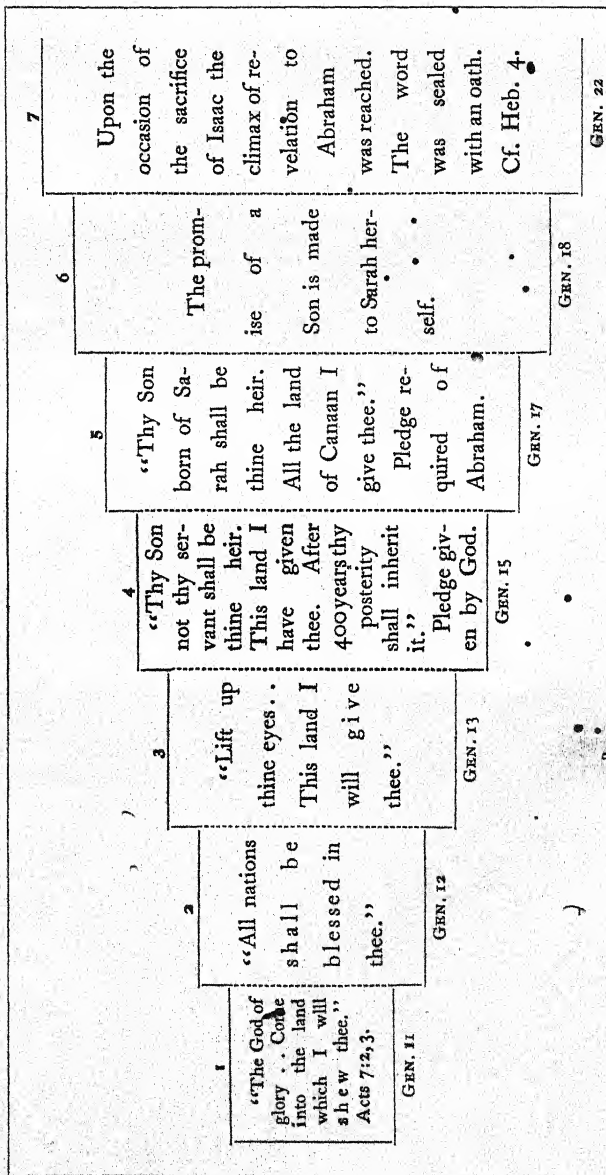 1
“The God of
glory . . Come
into the land
which I will
shew thee.”
Acts 7:2, 3.
GEN. 11
2
“All nations
shall be
blessed in
thee.”
GEN. 12
3
“Lift up
thine eyes . .
This land I
will give
thee.”
GEN. 13
4
“Thy Son
not thy ser-
vant shall be
thine heir.
This land I
have given
thee. After
400 years thy
posterity
shall inherit
it.”
Pledge giv-
en by God.
GEN. 15
5
“Thy Son
born of Sa-
rah shall be
thine heir.
All the land
of Canaan I
give thee.”
Pledge re-
quired of
Abraham.
GEN. 17
6
The prom-
ise of a
Son is made
to Sarah her-
self.
GEN. 18
7
Upon the
occasion of
the sacrifice
of Isaac the
climax of re-
velation to
Abraham
was reached.
The word
was sealed
with an oath.
Cf. Heb. 4.
GEN. 22